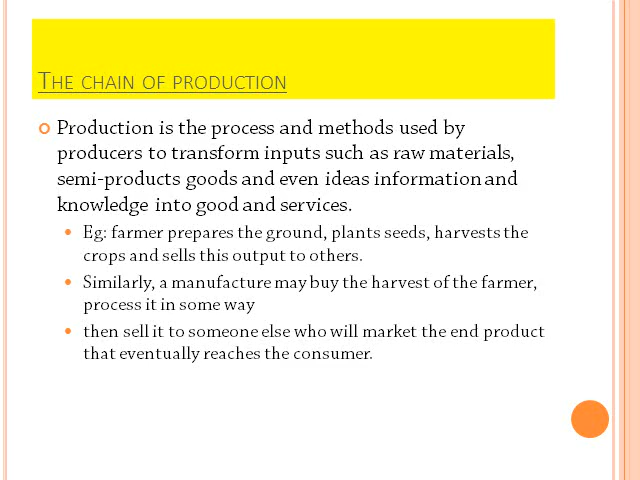 The chain of production
Production is the process and methods used by
producers to transform inputs such as raw materials,
semi-products goods and even ideas information and
knowledge into good and services.
Eg: farmer prepares the ground, plants seeds, harvests the
crops and sells this output to others.
Similarly, a manufacture may buy the harvest of the farmer,
process it in some way
then sell it to someone else who will market the end product
that eventually reaches the consumer.